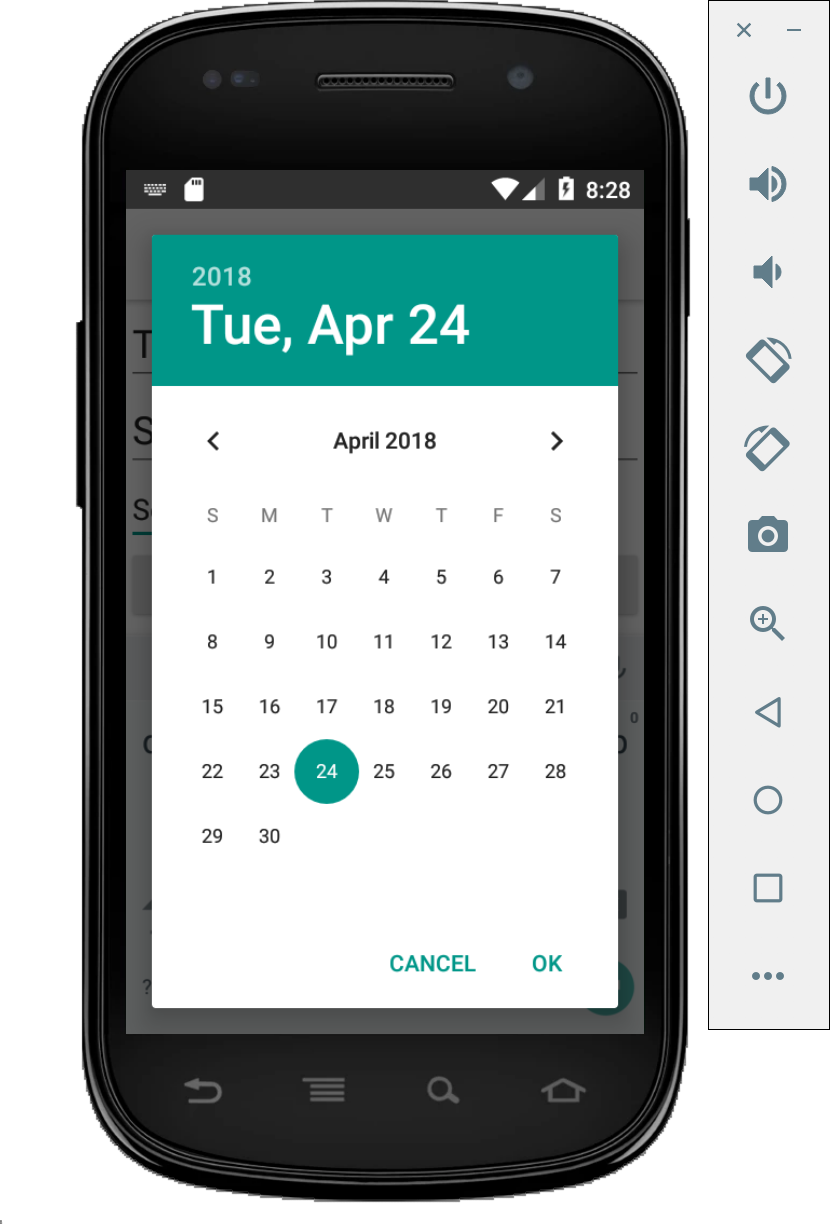 8:28
2018
Tue, Apr 24
April 2018
S M T W T F S
1 2 3 4 5 6 7
8 9 10 11 12 13 14
15 16 17 18 19 20 21
22 23 24 25 26 27 28
29 30
CANCEL OK
T
S
S
0
?